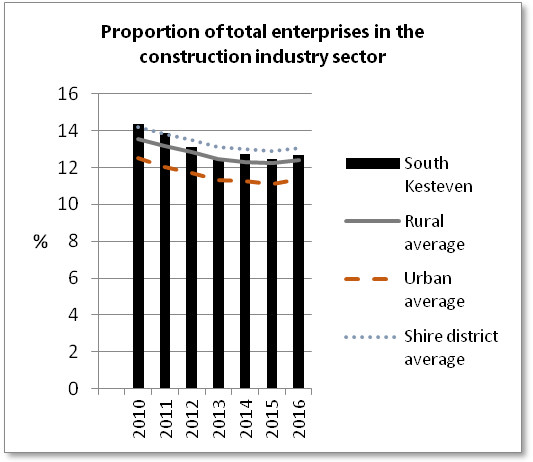 Proportion of total enterprises in the
construction industry sector
16
14
12
10
8
6
4
2
0
%
2010
2011
2012
2013
2014
2015
2016
South
Kesteven
Rural
average
Urban
average
Shire district
average